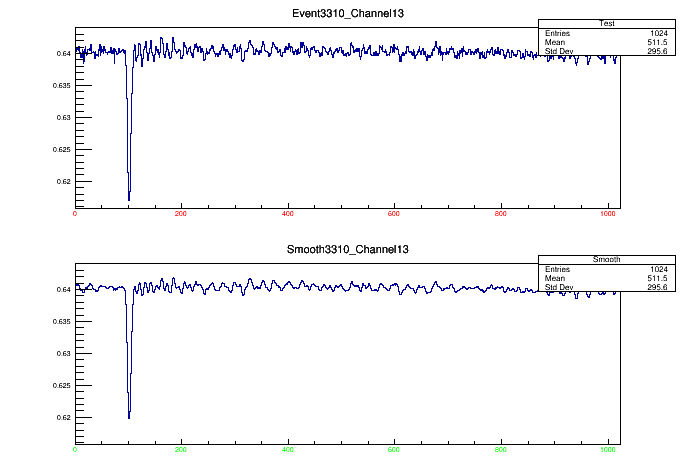 Event3310_Channel13
Test
Entries 1024
Mean 511.5
Std Dev 295.6
0.64
0.635
0.63
0.625
0.62
0 200 400 600 800 1000
Smooth3310_Channel13
Smooth
Entries 1024
Mean 511.5
Std Dev 295.6
0.64
0.635
0.63
0.625
0.62
0 200 400 600 800 1000